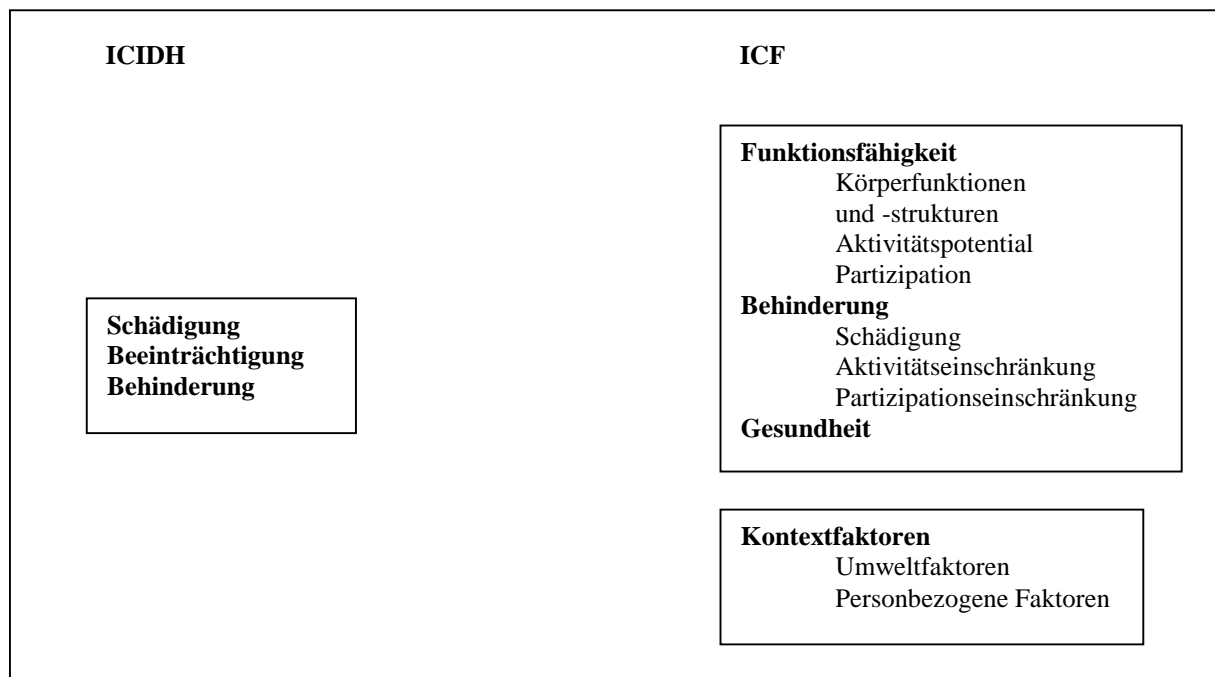 ICIDH
ICF
Schädigung
Beeinträchtigung
Behinderung
Funktionsfähigkeit
Körperfunktionen
und -strukturen
Aktivitätspotential
Partizipation
Behinderung
Schädigung
Aktivitätseinschränkung
Partizipationseinschränkung
Gesundheit
Kontextfaktoren
Umweltfaktoren
Personbezogene Faktoren